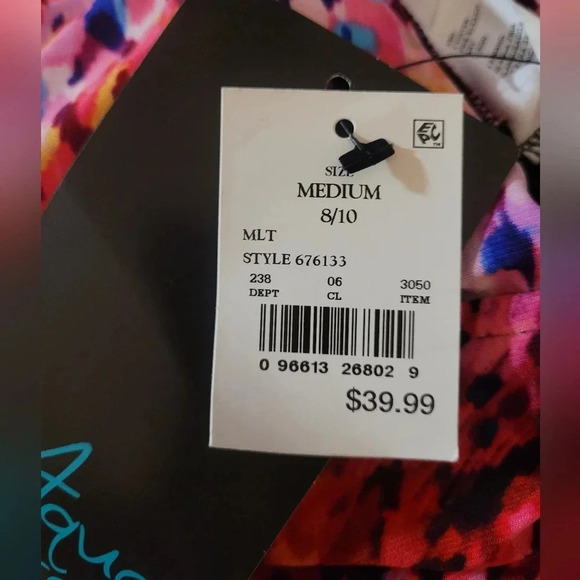 EPC™
SIZE
MEDIUM
8/10
MLT
STYLE 676133
238 06 3050
DEPT CL ITEM
0 96613 26802 9
$39.99